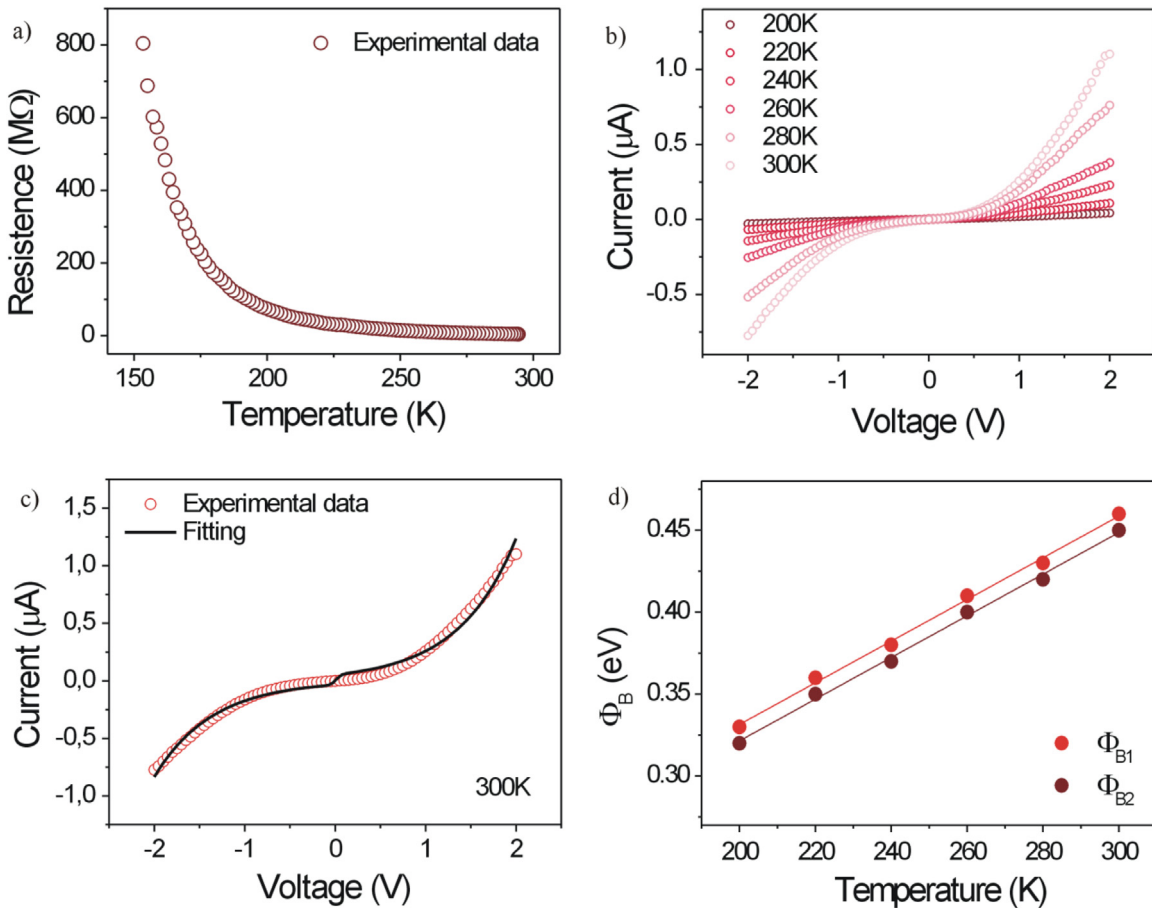 a)
Experimental data
800
600
400
200
0
Resistence (MΩ)
150 200 250 300
Temperature (K)
b)
200K
220K
240K
260K
280K
300K
1.0
0.5
0.0
-0.5
Current (μA)
-2 -1 0 1 2
Voltage (V)
c)
Experimental data
Fitting
1,5
1,0
0,5
0,0
-0,5
-1,0
Current (μA)
300K
-2 -1 0 1 2
Voltage (V)
d)
0.45
0.40
0.35
0.30
Φ_B (eV)
Φ_B1
Φ_B2
200 220 240 260 280 300
Temperature (K)